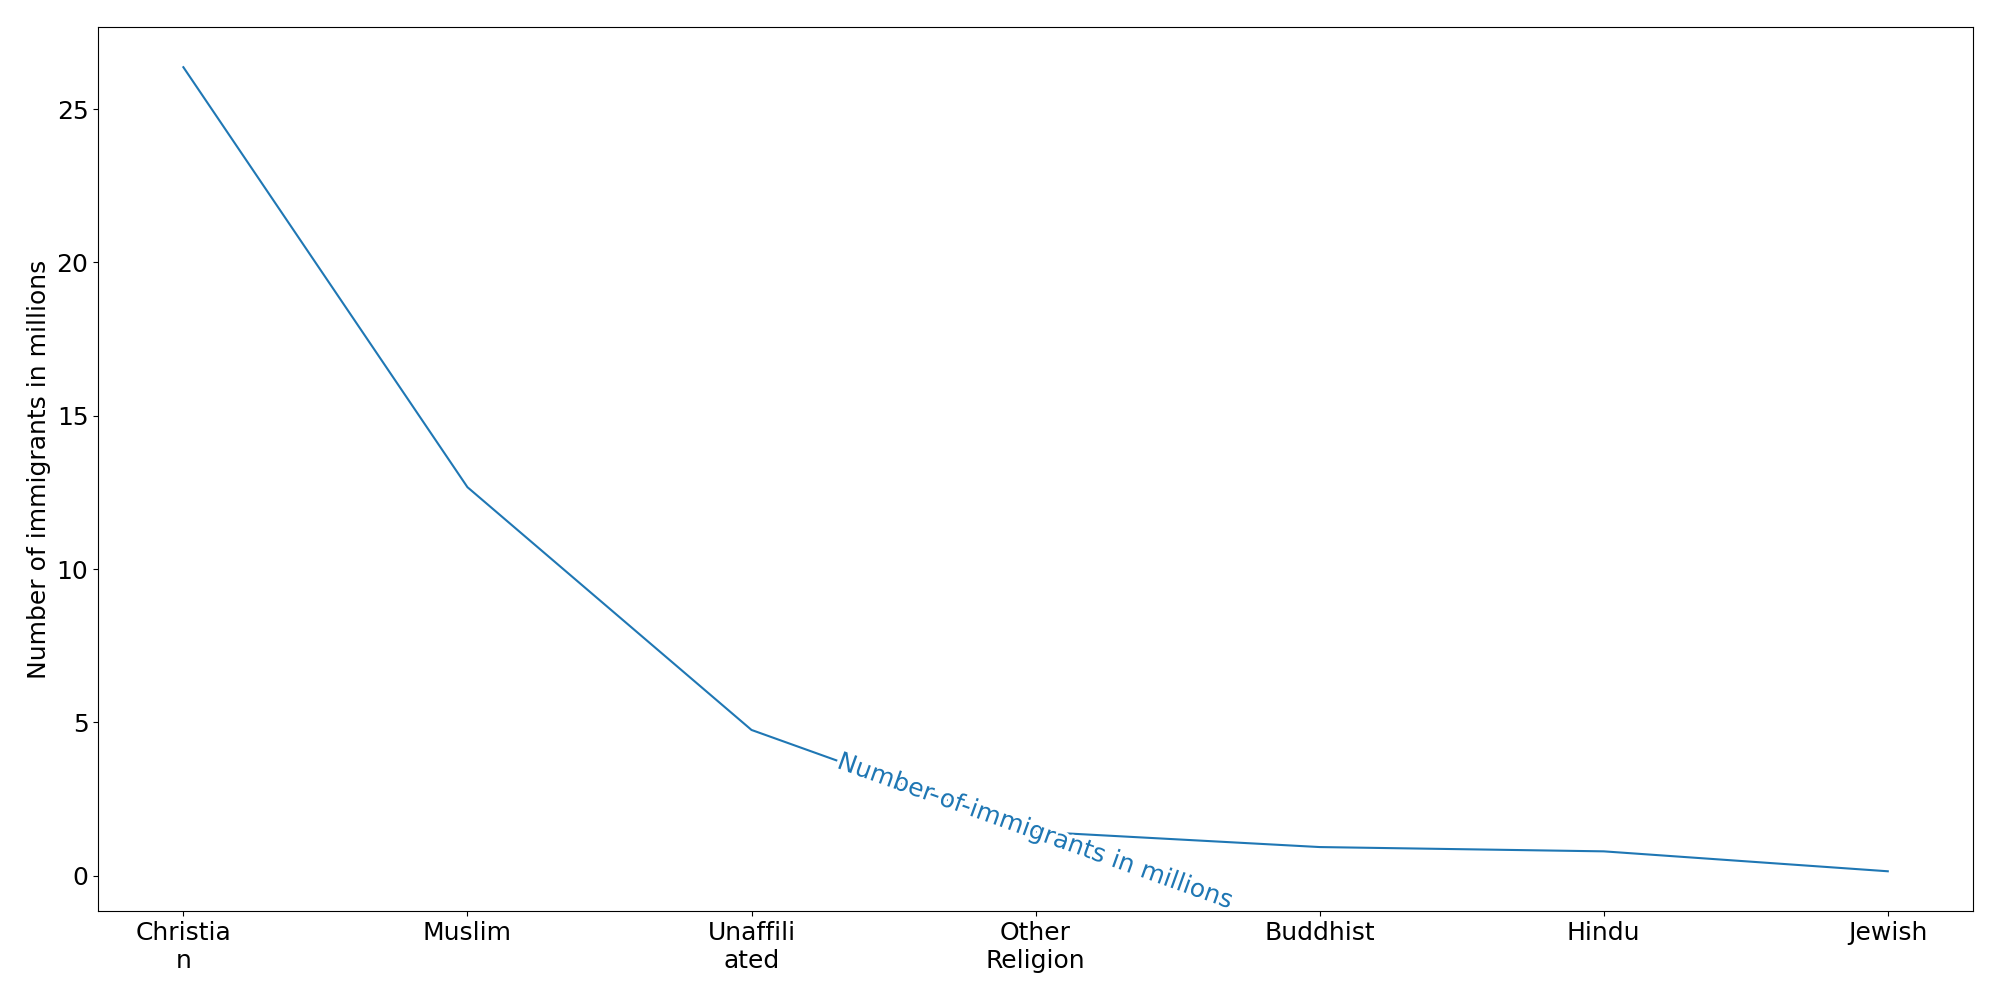 Number of immigrants in millions
25
20
15
10
5
0
Number-of-immigrants in millions
Christia
n
Muslim
Unaffili
ated
Other
Religion
Buddhist
Hindu
Jewish